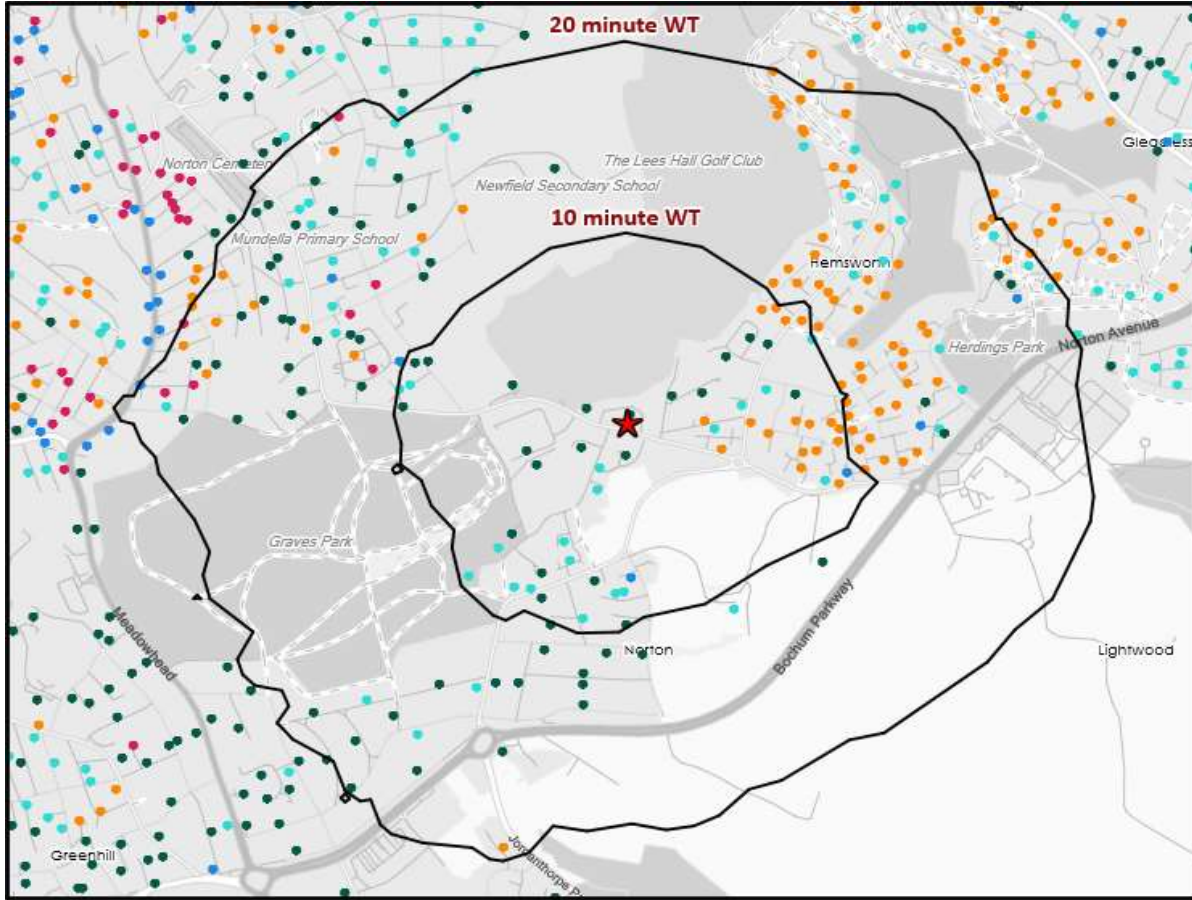 20 minute WT
Norton Cemeter
The Lees Hall Golf Club
Newfield Secondary School
10 minute WT
Mundella Primary School
Hemsworth
Herdings Park
Norton Avenue
Graves Park
Meadowhead
Bochum Parkway
Norton
Lightwood
Greenhill